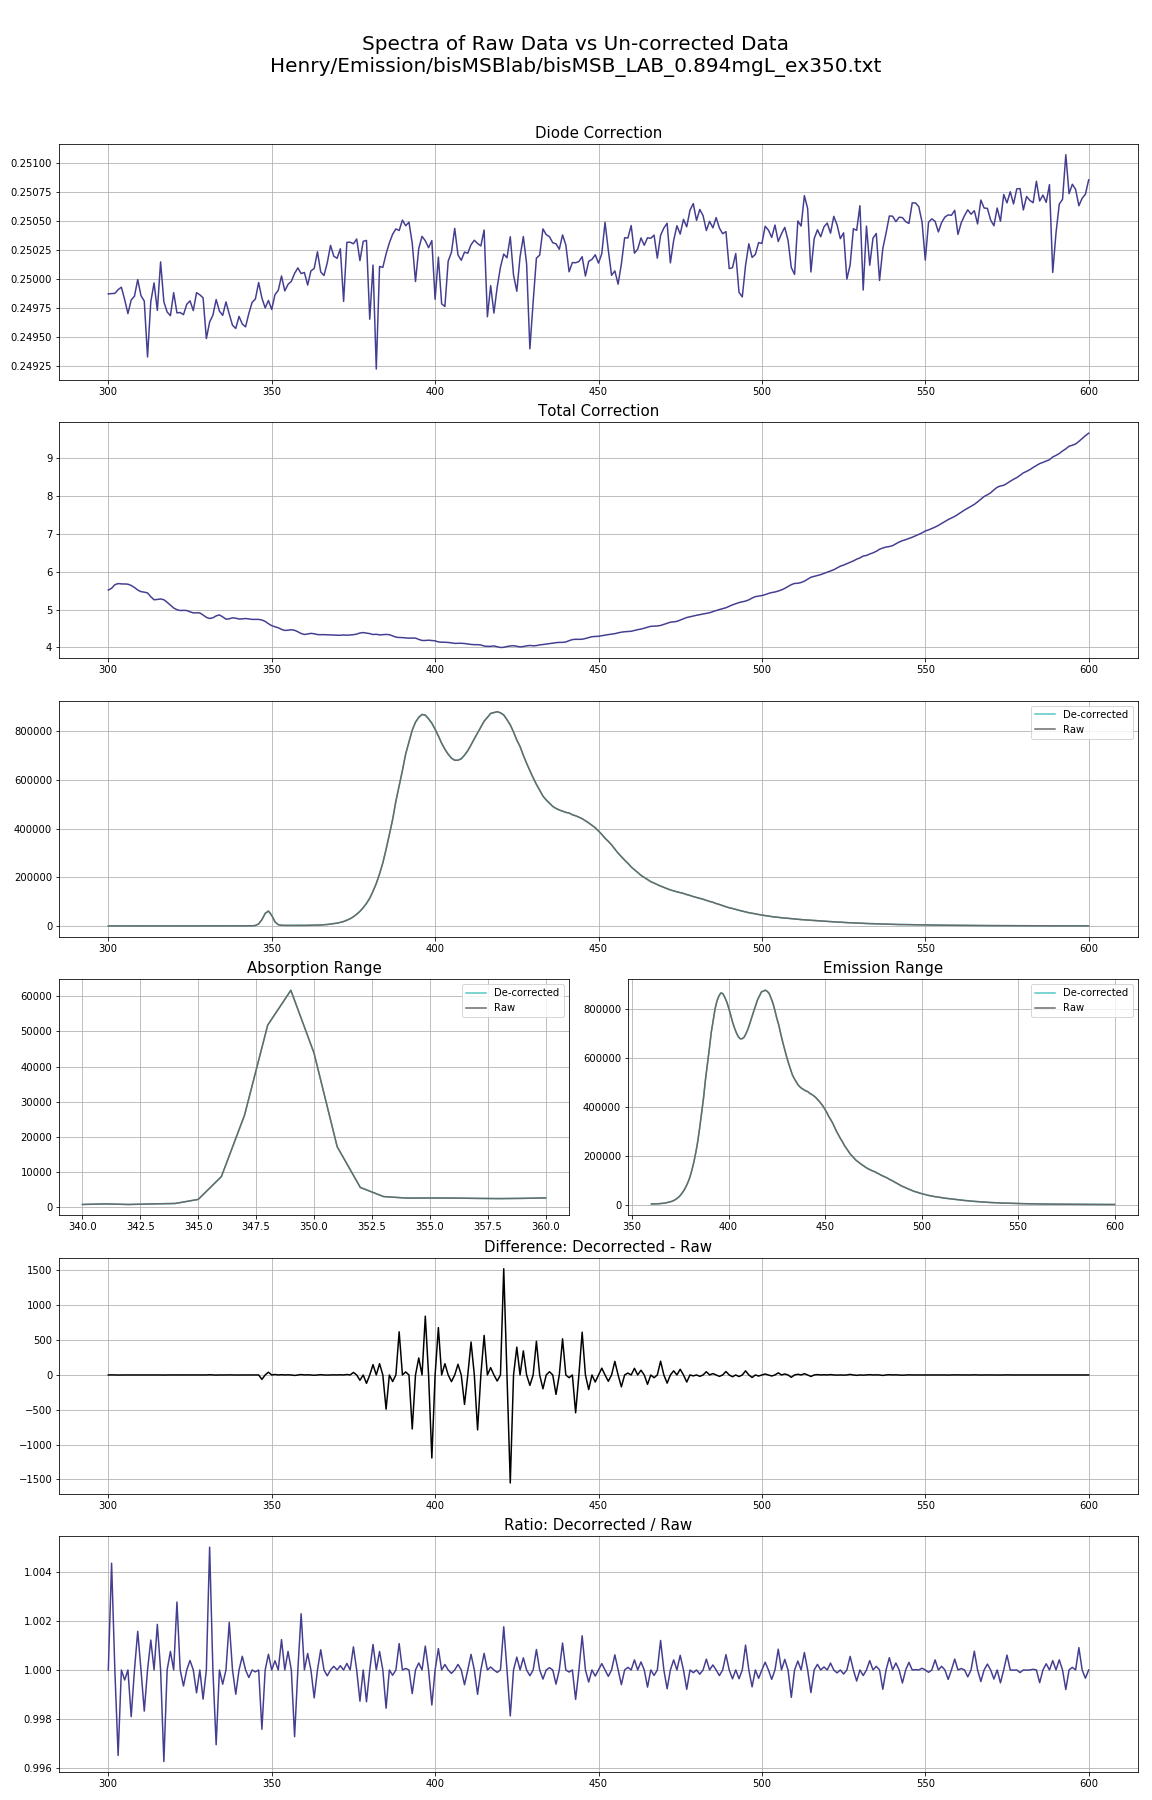 Spectra of Raw Data vs Un-corrected Data
Henry/Emission/bisMSBlab/bisMSB_LAB_0.894mgL_ex350.txt
Diode Correction
0.25100
0.25075
0.25050
0.25025
0.25000
0.24975
0.24950
0.24925
300 350 400 450 500 550 600
Total Correction
9
8
7
6
5
4
300 350 400 450 500 550 600
De-corrected
Raw
800000
600000
400000
200000
0
300 350 400 450 500 550 600
Absorption Range
De-corrected
Raw
60000
50000
40000
30000
20000
10000
0
340.0 342.5 345.0 347.5 350.0 352.5 355.0 357.5 360.0
Emission Range
De-corrected
Raw
800000
600000
400000
200000
0
350 400 450 500 550 600
Difference: Decorrected - Raw
1500
1000
500
0
−500
−1000
−1500
300 350 400 450 500 550 600
Ratio: Decorrected / Raw
1.004
1.002
1.000
0.998
0.996
300 350 400 450 500 550 600